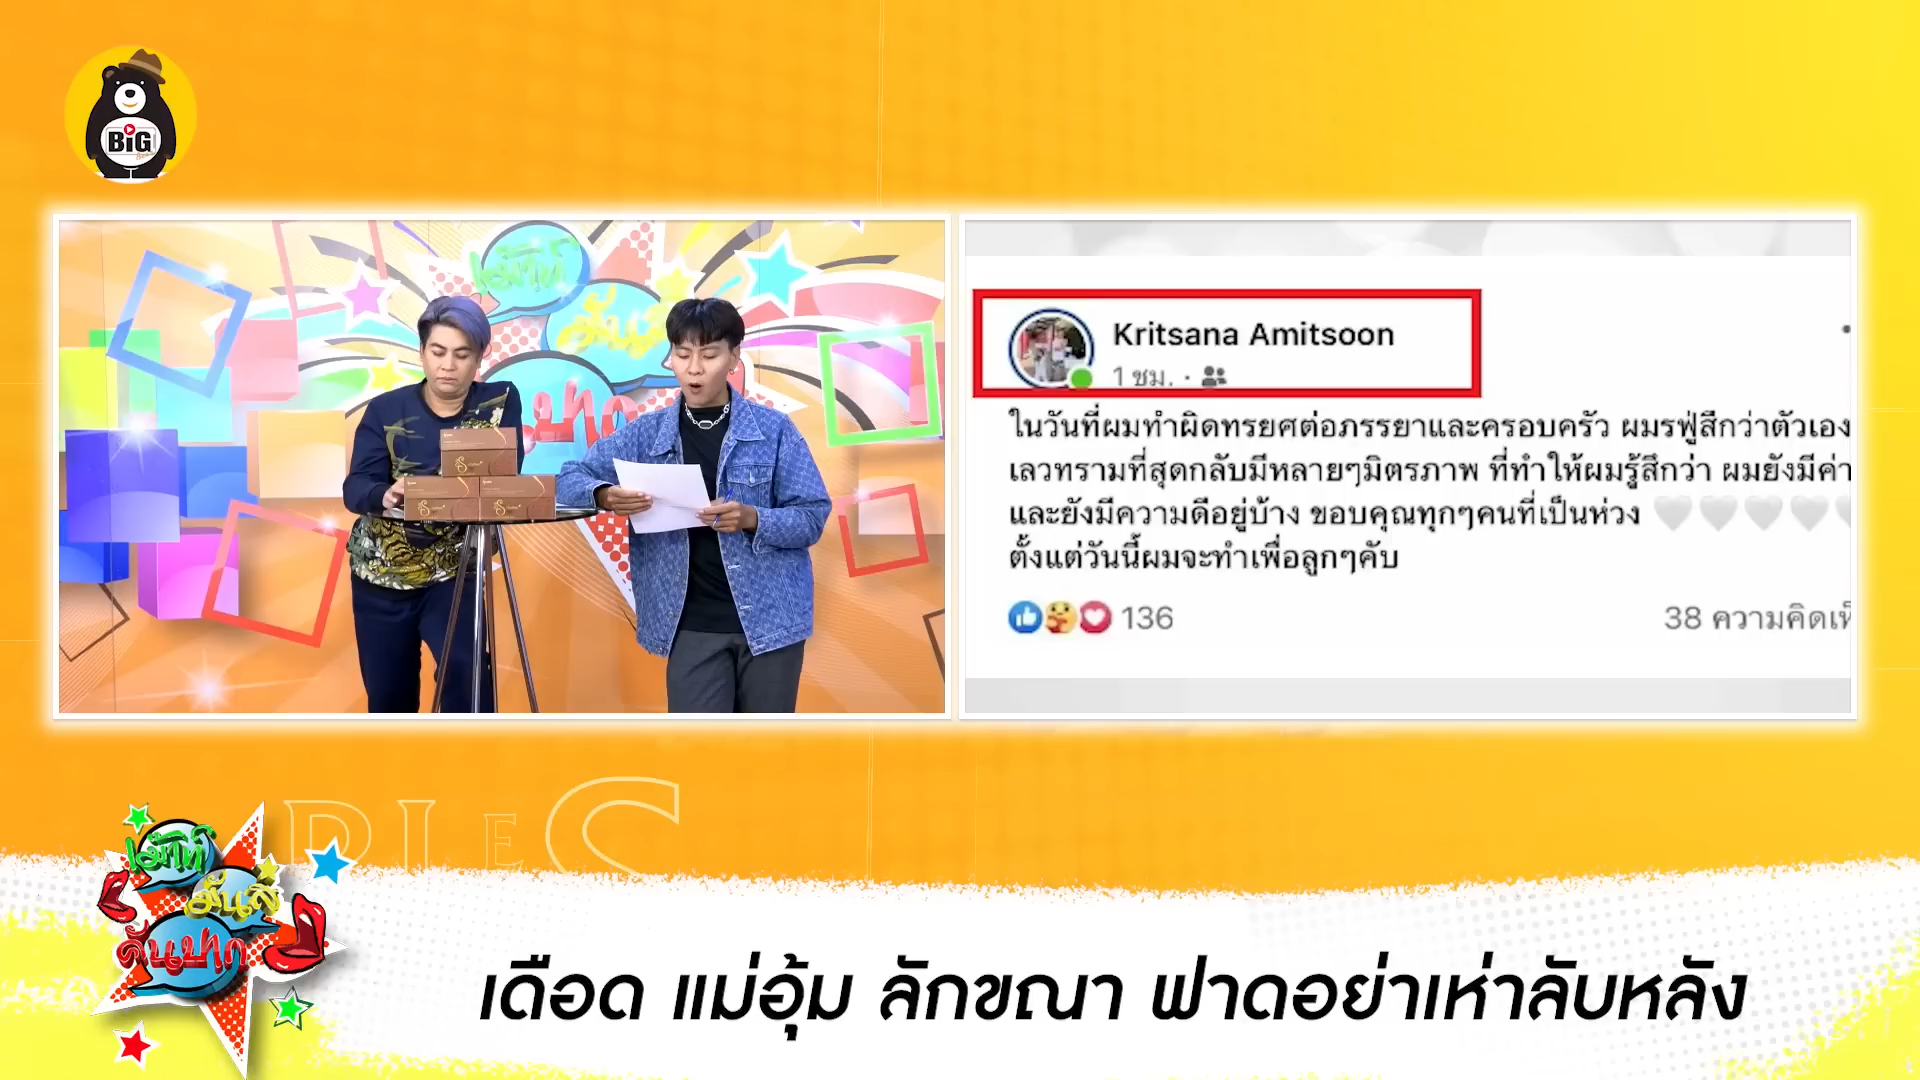 BiG
เม้าท์
มันส์
Kritsana Amitsoon
1 ชม.
ในวันที่ผมทำผิดทรยศต่อภรรยาและครอบครัว ผมรฟู่สึกว่าตัวเอง
เลวทรามที่สุดกลับมีหลายๆมิตรภาพ ที่ทำให้ผมรู้สึกว่า ผมยังมีค่า
และยังมีความดีอยู่บ้าง ขอบคุณทุกๆคนที่เป็นห่วง
ตั้งแต่วันนี้ผมจะทำเพื่อลูกๆคับ
136
38 ความคิดเห็
เม้าท์
มันส์
คันปาก
เดือด แม่อุ้ม ลักขณา ฟาดอย่าเห่าลับหลัง